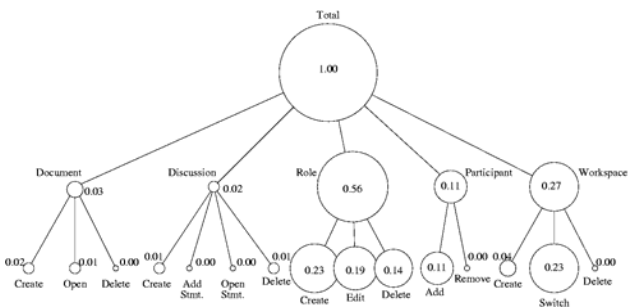 Total
1.00
Document Discussion Role Participant Workspace
0.03 0.02 0.56 0.11 0.27
0.02 0.01 0.00 0.01 0.00 0.00 0.01 0.23 0.19 0.14 0.11 0.00 0.04 0.23 0.00
Create Open Delete Create Add Stmt. Open Stmt. Delete Create Edit Delete Add Remove Create Switch Delete